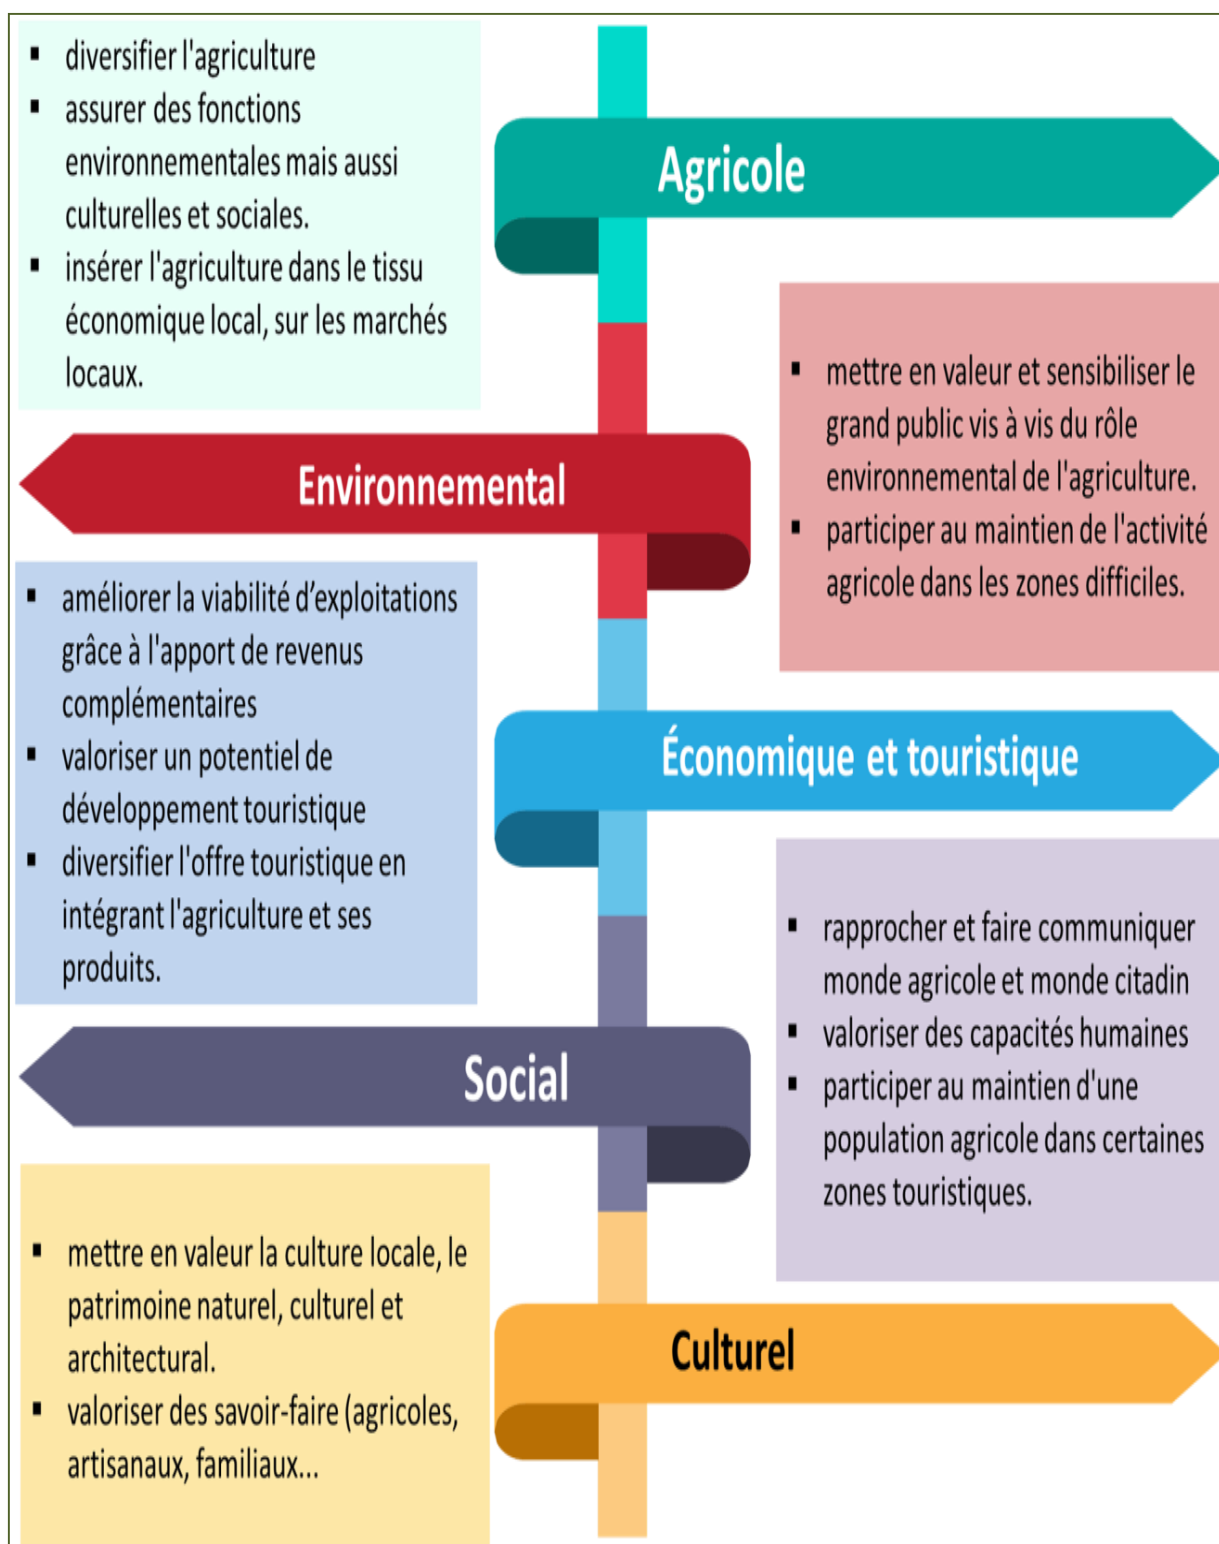 ▪ diversifier l'agriculture
▪ assurer des fonctions
environnementales mais aussi
culturelles et sociales.
▪ insérer l'agriculture dans le tissu
économique local, sur les marchés
locaux.
Agricole
Environnemental
▪ mettre en valeur et sensibiliser le
grand public vis à vis du rôle
environnemental de l'agriculture.
▪ participer au maintien de l'activité
agricole dans les zones difficiles.
▪ améliorer la viabilité d’exploitations
grâce à l'apport de revenus
complémentaires
▪ valoriser un potentiel de
développement touristique
▪ diversifier l'offre touristique en
intégrant l'agriculture et ses
produits.
Économique et touristique
Social
▪ rapprocher et faire communiquer
monde agricole et monde citadin
▪ valoriser des capacités humaines
▪ participer au maintien d'une
population agricole dans certaines
zones touristiques.
▪ mettre en valeur la culture locale, le
patrimoine naturel, culturel et
architectural.
▪ valoriser des savoir-faire (agricoles,
artisanaux, familiaux...
Culturel